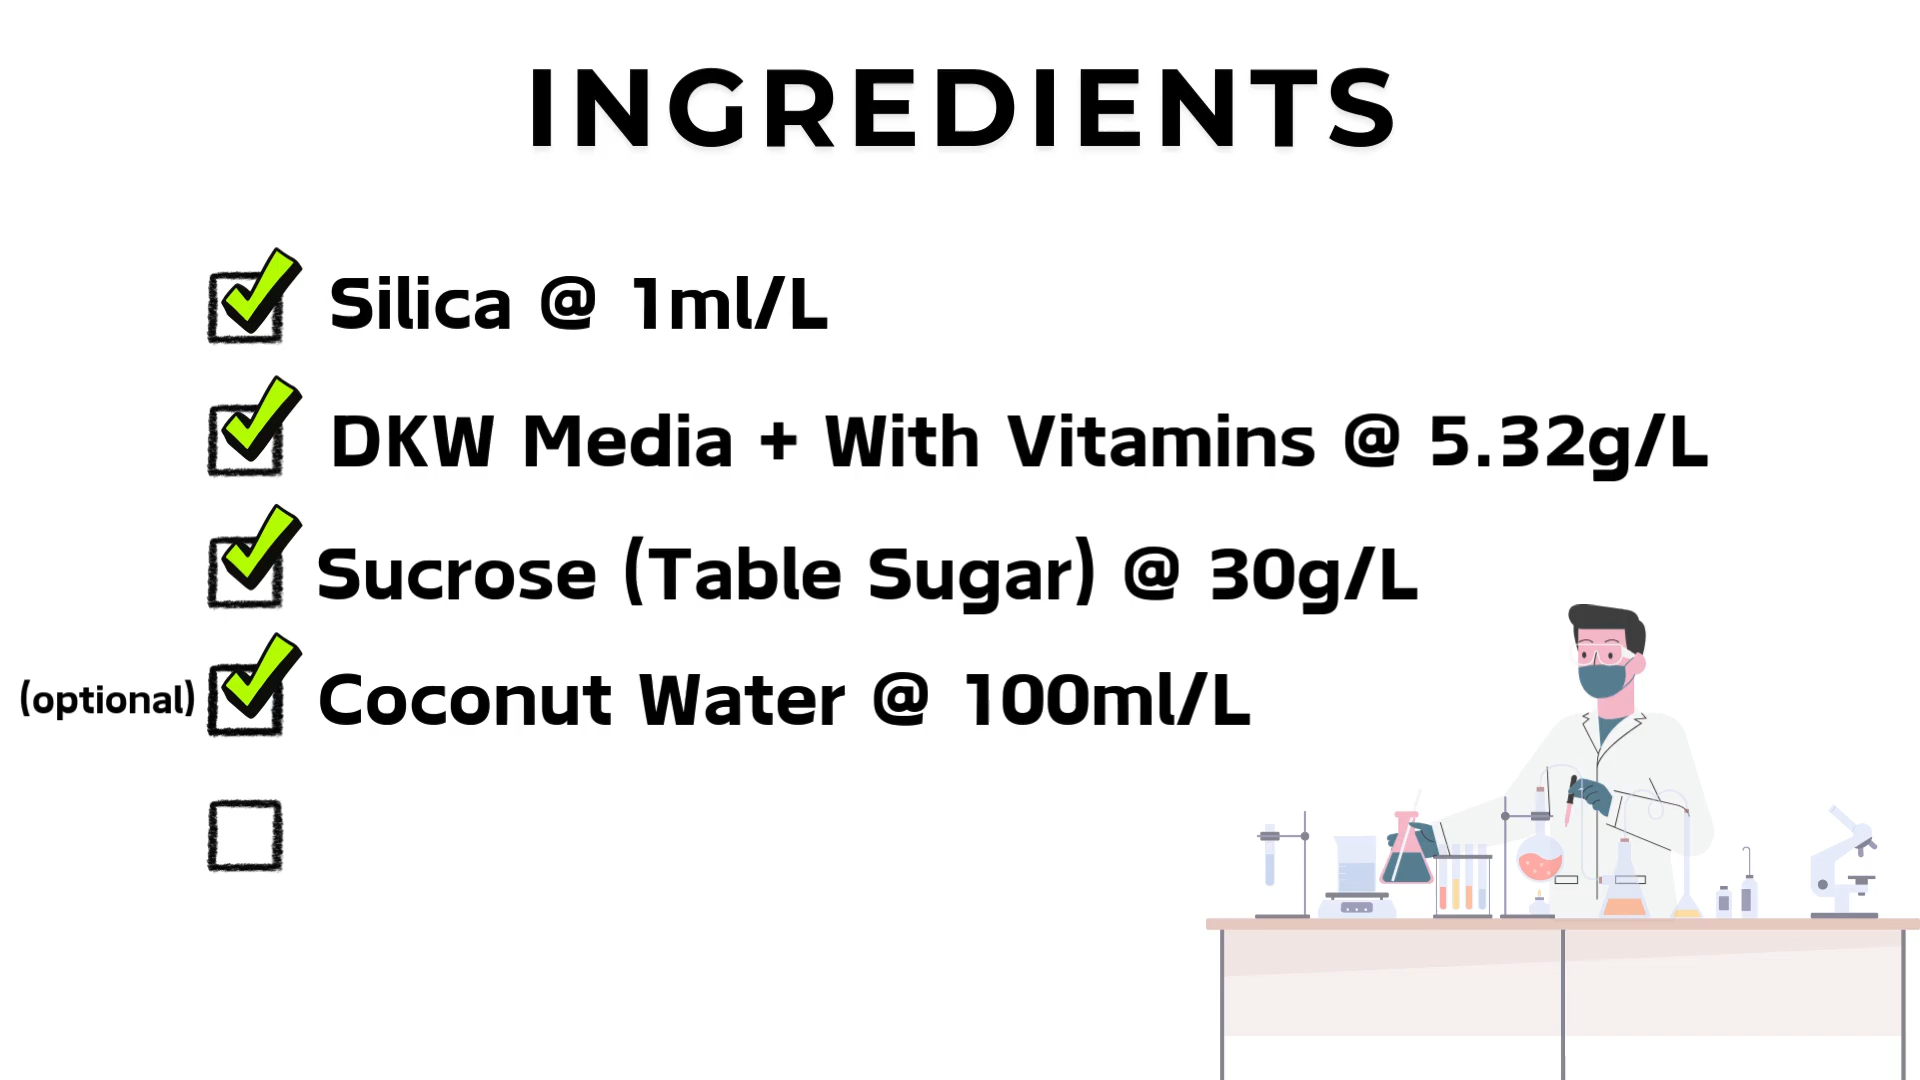 INGREDIENTS
Silica @ 1ml/L
DKW Media + With Vitamins @ 5.32g/L
Sucrose (Table Sugar) @ 30g/L
(optional) Coconut Water @ 100ml/L